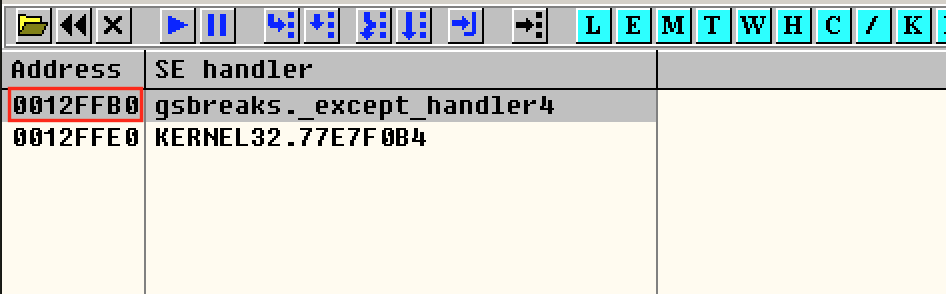 L E M T W H C / K
Address SE handler
0012FFB0 gsbreaks._except_handler4
0012FFE0 KERNEL32.77E7F0B4